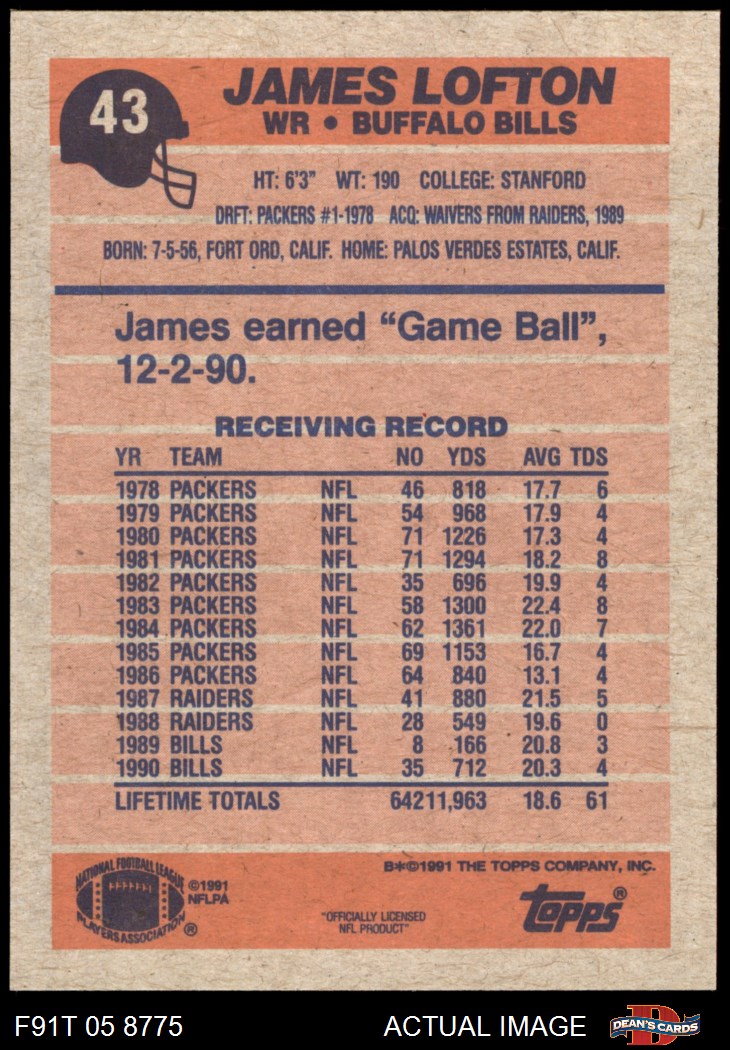 43
JAMES LOFTON
WR • BUFFALO BILLS
HT: 6'3" WT: 190 COLLEGE: STANFORD
DRFT: PACKERS #1-1978 ACQ: WAIVERS FROM RAIDERS, 1989
BORN: 7-5-56, FORT ORD, CALIF. HOME: PALOS VERDES ESTATES, CALIF.
James earned “Game Ball”,
12-2-90.
RECEIVING RECORD
YR TEAM NO YDS AVG TDS
1978 PACKERS NFL 46 818 17.7 6
1979 PACKERS NFL 54 968 17.9 4
1980 PACKERS NFL 71 1226 17.3 4
1981 PACKERS NFL 71 1294 18.2 8
1982 PACKERS NFL 35 696 19.9 4
1983 PACKERS NFL 58 1300 22.4 8
1984 PACKERS NFL 62 1361 22.0 7
1985 PACKERS NFL 69 1153 16.7 4
1986 PACKERS NFL 64 840 13.1 4
1987 RAIDERS NFL 41 880 21.5 5
1988 RAIDERS NFL 28 549 19.6 0
1989 BILLS NFL 8 166 20.8 3
1990 BILLS NFL 35 712 20.3 4
LIFETIME TOTALS 642 11,963 18.6 61
B*©1991 THE TOPPS COMPANY, INC.
NATIONAL FOOTBALL LEAGUE
PLAYERS ASSOCIATION ®
©1991
NFLPA
"OFFICIALLY LICENSED
NFL PRODUCT"
topps®
F91T 05 8775 ACTUAL IMAGE
D
DEAN'S CARDS